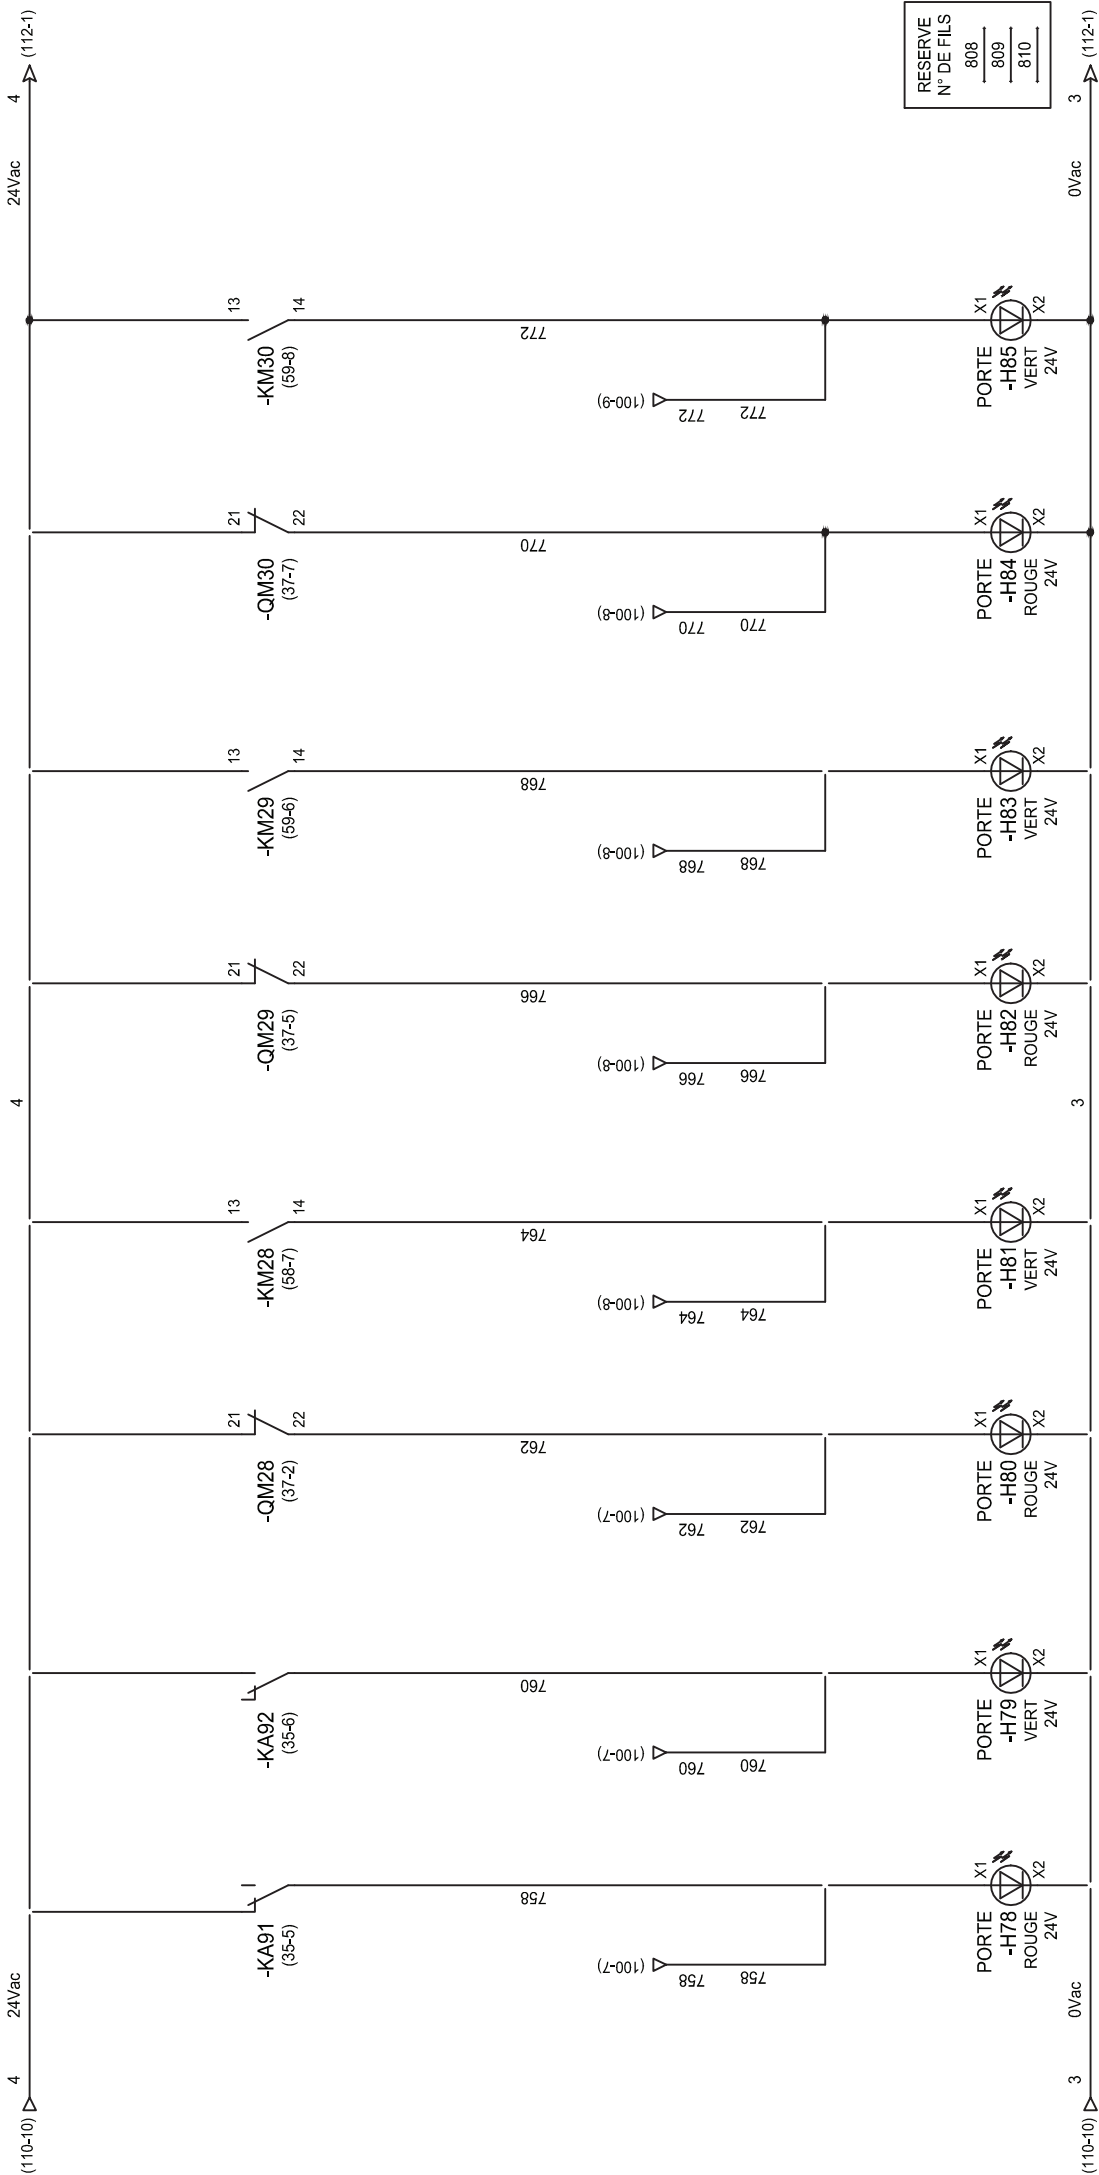 (110-10)
4
24Vac
4
24Vac
4
(112-1)
-KA91
(35-5)
-KA92
(35-6)
-QM28
(37-2)
21
22
-KM28
(58-7)
13
14
-QM29
(37-5)
21
22
-KM29
(59-6)
13
14
-QM30
(37-7)
21
22
-KM30
(59-8)
13
14
758
760
762
764
766
768
770
772
(100-7)
758
758
(100-7)
760
760
(100-7)
762
762
(100-8)
764
764
(100-8)
766
766
(100-8)
768
768
(100-8)
770
770
(100-9)
772
772
PORTE
-H78
ROUGE
24V
X1
X2
PORTE
-H79
VERT
24V
X1
X2
PORTE
-H80
ROUGE
24V
X1
X2
PORTE
-H81
VERT
24V
X1
X2
PORTE
-H82
ROUGE
24V
X1
X2
PORTE
-H83
VERT
24V
X1
X2
PORTE
-H84
ROUGE
24V
X1
X2
PORTE
-H85
VERT
24V
X1
X2
RESERVE
N° DE FILS
808
809
810
(110-10)
3
0Vac
3
0Vac
3
(112-1)